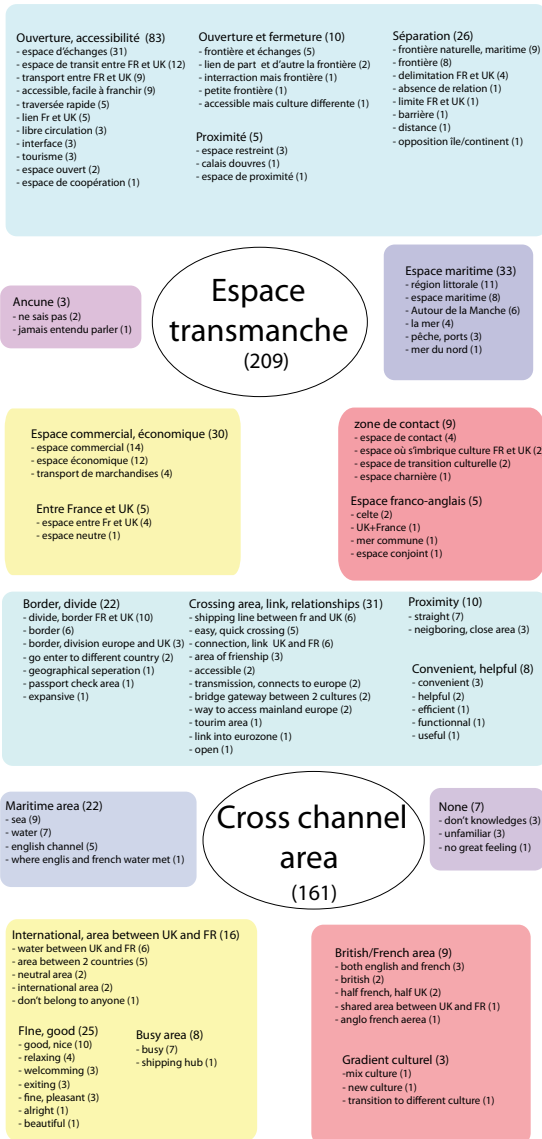 Ouverture, accessibilité (83)
- espace d'échanges (31)
- espace de transit entre FR et UK (12)
- transport entre FR et UK (9)
- accessible, facile à franchir (9)
- traversée rapide (5)
- lien Fr et UK (5)
- libre circulation (3)
- interface (3)
- tourisme (3)
- espace ouvert (2)
- espace de coopération (1)
Ouverture et fermeture (10)
- frontière et échanges (5)
- lien de part et d'autre la frontière (2)
- interraction mais frontière (1)
- petite frontière (1)
- accessible mais culture differente (1)
Proximité (5)
- espace restreint (3)
- calais douvres (1)
- espace de proximité (1)
Séparation (26)
- frontière naturelle, maritime (9)
- frontière (8)
- delimitation FR et UK (4)
- absence de relation (1)
- limite FR et UK (1)
- barrière (1)
- distance (1)
- opposition île/continent (1)
Ancune (3)
- ne sais pas (2)
- jamais entendu parler (1)
Espace
transmanche
(209)
Espace maritime (33)
- région littorale (11)
- espace maritime (8)
- Autour de la Manche (6)
- la mer (4)
- pêche, ports (3)
- mer du nord (1)
Espace commercial, économique (30)
- espace commercial (14)
- espace économique (12)
- transport de marchandises (4)
Entre France et UK (5)
- espace entre Fr et UK (4)
- espace neutre (1)
zone de contact (9)
- espace de contact (4)
- espace où s'imbrique culture FR et UK (2
- espace de transition culturelle (2)
- espace charnière (1)
Espace franco-anglais (5)
- celte (2)
- UK+France (1)
- mer commune (1)
- espace conjoint (1)
Border, divide (22)
- divide, border FR et UK (10)
- border (6)
- border, division europe and UK (3)
- go enter to different country (2)
- geographical seperation (1)
- passport check area (1)
- expansive (1)
Crossing area, link, relationships (31)
- shipping line between fr and UK (6)
- easy, quick crossing (5)
- connection, link UK and FR (6)
- area of frienship (3)
- accessible (2)
- transmission, connects to europe (2)
- bridge gateway between 2 cultures (2)
- way to access mainland europe (2)
- tourim area (1)
- link into eurozone (1)
- open (1)
Proximity (10)
- straight (7)
- neigboring, close area (3)
Convenient, helpful (8)
- convenient (3)
- helpful (2)
- efficient (1)
- functionnal (1)
- useful (1)
Maritime area (22)
- sea (9)
- water (7)
- english channel (5)
- where englis and french water met (1)
Cross channel
area
(161)
None (7)
- don't knowledges (3)
- unfamiliar (3)
- no great feeling (1)
International, area between UK and FR (16)
- water between UK and FR (6)
- area between 2 countries (5)
- neutral area (2)
- international area (2)
- don't belong to anyone (1)
FIne, good (25)
- good, nice (10)
- relaxing (4)
- welcomming (3)
- exiting (3)
- fine, pleasant (3)
- alright (1)
- beautiful (1)
Busy area (8)
- busy (7)
- shipping hub (1)
British/French area (9)
- both english and french (3)
- british (2)
- half french, half UK (2)
- shared area between UK and FR (1)
- anglo french aerea (1)
Gradient culturel (3)
-mix culture (1)
- new culture (1)
- transition to different culture (1)